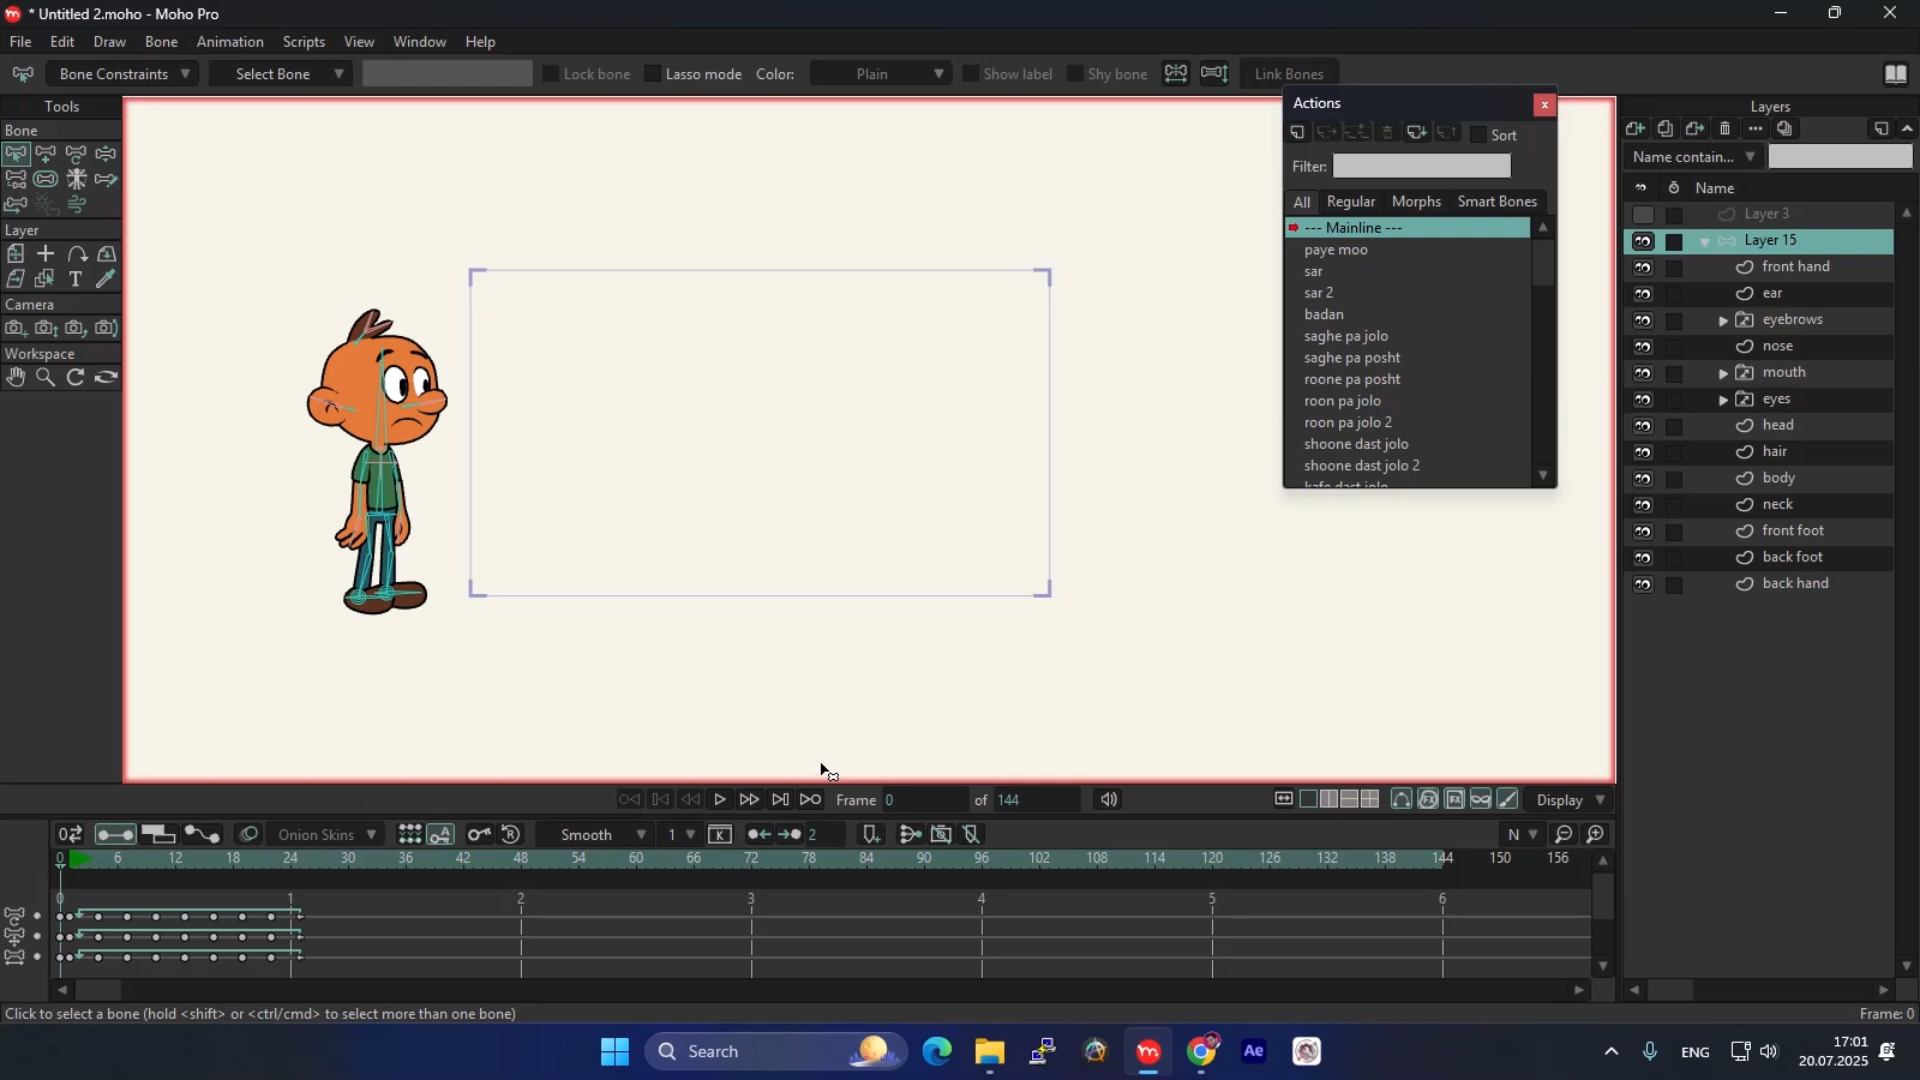 * Untitled 2.moho - Moho Pro
File Edit Draw Bone Animation Scripts View Window Help
Bone Constraints Select Bone Lock bone Lasso mode Color: Plain Show label Shy bone Link Bones
Tools
Bone
Layer
Camera
Workspace
Actions
Sort
Filter:
All Regular Morphs Smart Bones
--- Mainline ---
paye moo
sar
sar 2
badan
saghe pa jolo
saghe pa posht
roone pa posht
roon pa jolo
roon pa jolo 2
shoone dast jolo
shoone dast jolo 2
kafe dast jolo
Layers
Name contain...
Name
Layer 3
Layer 15
front hand
ear
eyebrows
nose
mouth
eyes
head
hair
body
neck
front foot
back foot
back hand
Frame 0 of 144 Display
Onion Skins Smooth 1 2 N
0 6 12 18 24 30 36 42 48 54 60 66 72 78 84 90 96 102 108 114 120 126 132 138 144 150 156
0 1 2 3 4 5 6
Click to select a bone (hold <shift> or <ctrl/cmd> to select more than one bone) Frame: 0
Search Ae ENG 17:01
20.07.2025